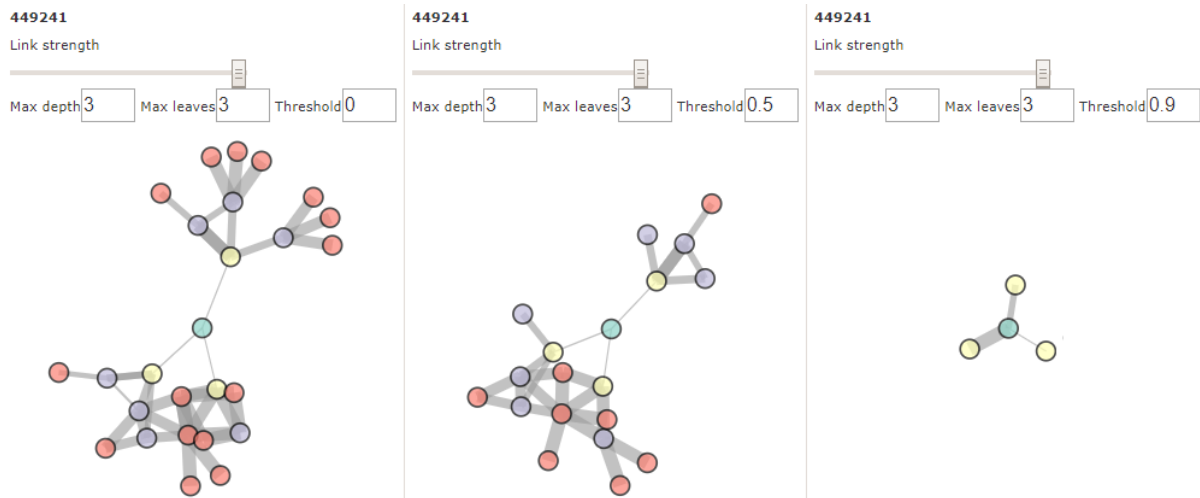 449241
Link strength
Max depth 3 Max leaves 3 Threshold 0
449241
Link strength
Max depth 3 Max leaves 3 Threshold 0.5
449241
Link strength
Max depth 3 Max leaves 3 Threshold 0.9